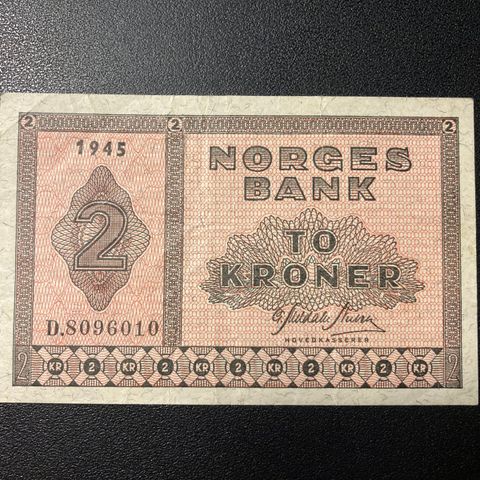 2 2 2
1945
2
D.8096010
NORGES
BANK
TO
KRONER
HOVEDKASSERER
2 KR 2 KR 2 KR 2 KR 2 KR 2